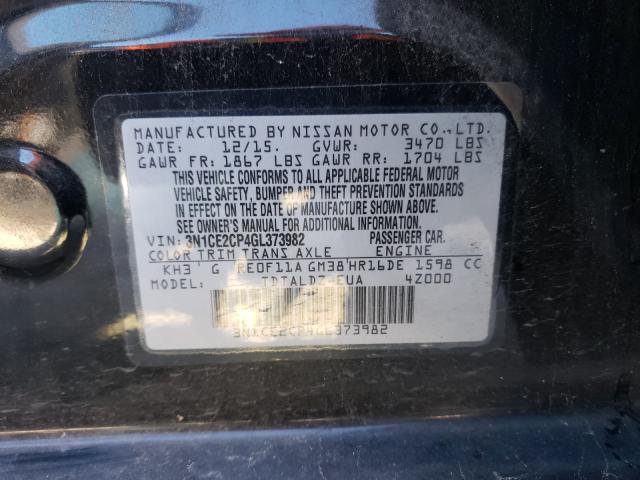 MANUFACTURED BY NISSAN MOTOR CO., LTD.
DATE: 12/15. GVWR: 3470 LBS
GAWR FR: 1867 LBS GAWR RR: 1704 LBS
THIS VEHICLE CONFORMS TO ALL APPLICABLE FEDERAL MOTOR
VEHICLE SAFETY, BUMPER AND THEFT PREVENTION STANDARDS
IN EFFECT ON THE DATE OF MANUFACTURE SHOWN ABOVE.
SEE OWNER'S MANUAL FOR ADDITIONAL INFORMATION
VIN: 3N1CE2CP4GL373982 PASSENGER CAR.
COLOR TRIM TRANS AXLE ENGINE
KH3 G RE0F11A GM38 HR16DE 1598 CC
MODEL: EUA 4Z000
3N1CE2CP4GL373982